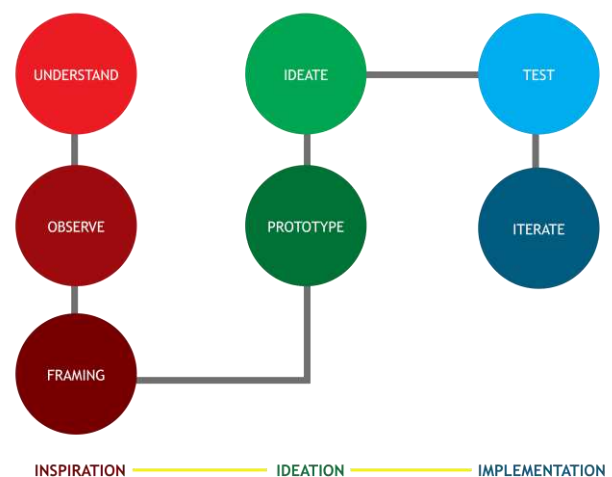 UNDERSTAND
IDEATE
TEST
OBSERVE
PROTOTYPE
ITERATE
FRAMING
INSPIRATION
IDEATION
IMPLEMENTATION